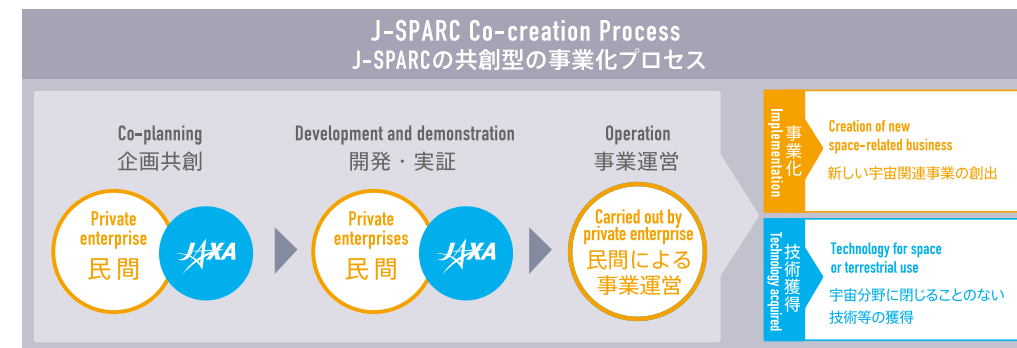 J-SPARC Co-creation Process
J-SPARCの共創型の事業化プロセス
Co-planning
企画共創
Private
enterprise
民間
JAXA
Development and demonstration
開発・実証
Private
enterprises
民間
JAXA
Operation
事業運営
Carried out by
private enterprise
民間による
事業運営
事業化
Implementation
Creation of new
space-related business
新しい宇宙関連事業の創出
技術獲得
Technology acquired
Technology for space
or terrestrial use
宇宙分野に閉じることのない
技術等の獲得